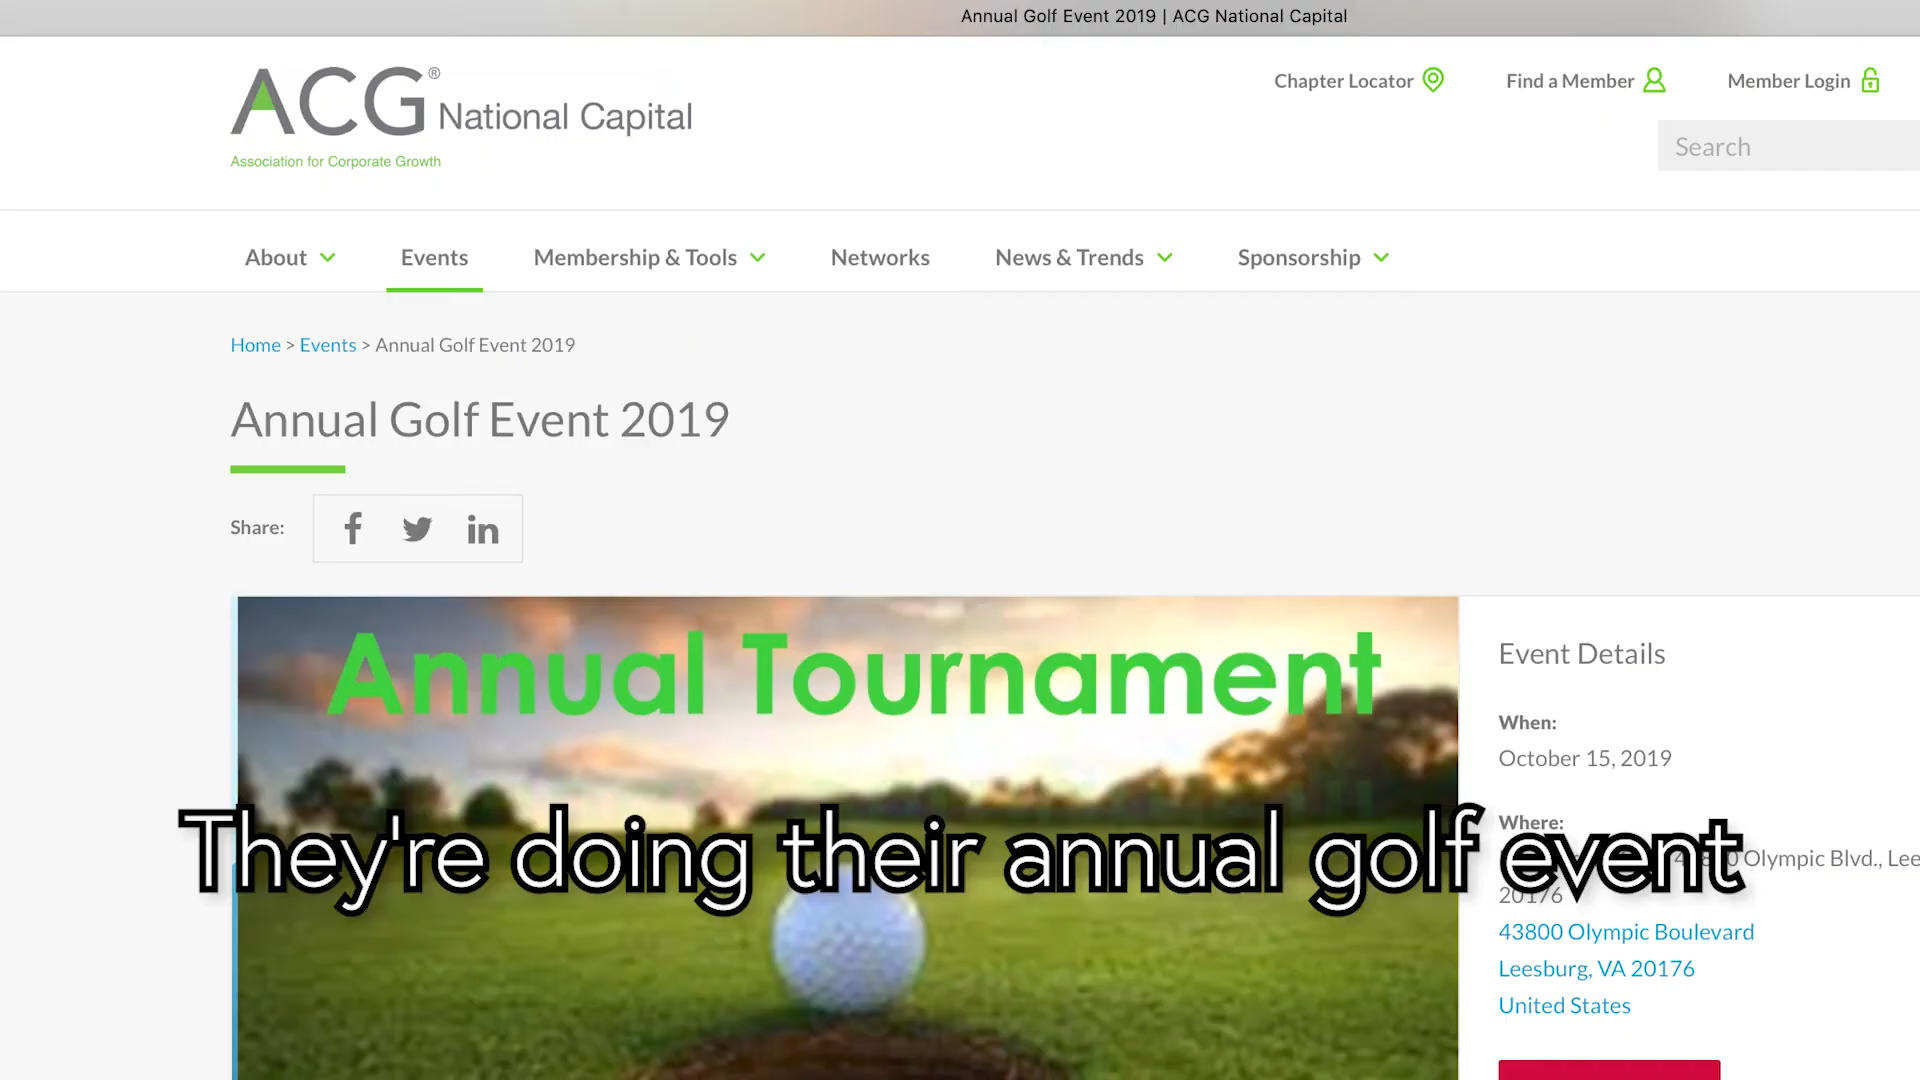 Annual Golf Event 2019 | ACG National Capital
ACG® National Capital
Association for Corporate Growth
Chapter Locator
Find a Member
Member Login
Search
About
Events
Membership & Tools
Networks
News & Trends
Sponsorship
Home > Events > Annual Golf Event 2019
Annual Golf Event 2019
Share:
Annual Tournament
They're doing their annual golf event
Event Details
When:
October 15, 2019
Where:
Olympic Blvd., Lee
20176
43800 Olympic Boulevard
Leesburg, VA 20176
United States